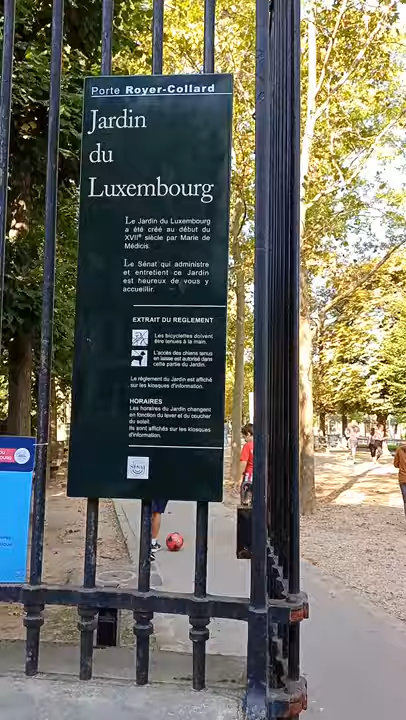 Porte Royer-Collard
Jardin
du
Luxembourg
Le Jardin du Luxembourg
a été créé au début du
XVIIe siècle par Marie de
Médicis.
Le Sénat qui administre
et entretient ce Jardin
est heureux de vous y
accueillir.
EXTRAIT DU REGLEMENT
Les bicyclettes doivent
être tenues à la main.
L'accès des chiens tenus
en laisse est autorisé dans
cette partie du Jardin.
Le règlement du Jardin est affiché
sur les kiosques d'information.
HORAIRES
Les horaires du Jardin changent
en fonction du lever et du coucher
du soleil.
Ils sont affichés sur les kiosques
d'information.
SÉNAT